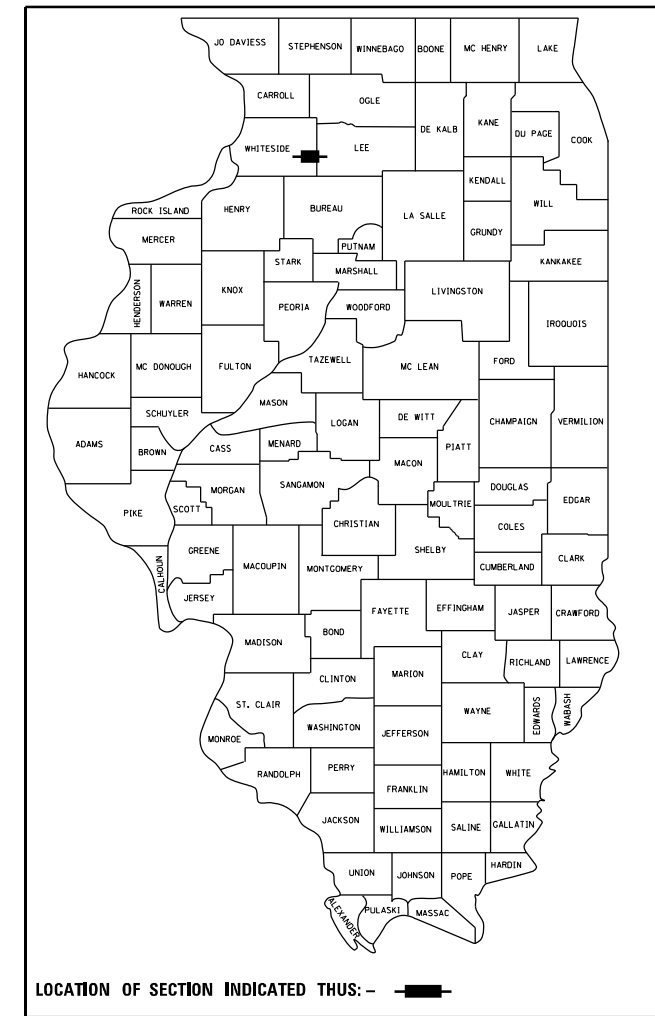 JO DAVIESS
STEPHENSON
WINNEBAGO
BOONE
MC HENRY
LAKE
CARROLL
OGLE
DE KALB
KANE
DU PAGE
COOK
WHITESIDE
LEE
KENDALL
WILL
ROCK ISLAND
HENRY
BUREAU
LA SALLE
GRUNDY
MERCER
PUTNAM
KANKAKEE
STARK
MARSHALL
HENDERSON
WARREN
KNOX
PEORIA
WOODFORD
LIVINGSTON
IROQUOIS
HANCOCK
MC DONOUGH
FULTON
TAZEWELL
MC LEAN
FORD
MASON
SCHUYLER
LOGAN
DE WITT
CHAMPAIGN
VERMILION
ADAMS
BROWN
CASS
MENARD
PIATT
MACON
MORGAN
SANGAMON
DOUGLAS
EDGAR
PIKE
SCOTT
CHRISTIAN
MOULTRIE
COLES
GREENE
MACOUPIN
MONTGOMERY
SHELBY
CUMBERLAND
CLARK
CALHOUN
JERSEY
FAYETTE
EFFINGHAM
JASPER
CRAWFORD
MADISON
BOND
CLAY
RICHLAND
LAWRENCE
CLINTON
MARION
ST. CLAIR
WAYNE
EDWARDS
WABASH
WASHINGTON
JEFFERSON
MONROE
RANDOLPH
PERRY
HAMILTON
WHITE
FRANKLIN
JACKSON
WILLIAMSON
SALINE
GALLATIN
UNION
JOHNSON
POPE
HARDIN
ALEXANDER
PULASKI
MASSAC
LOCATION OF SECTION INDICATED THUS: -